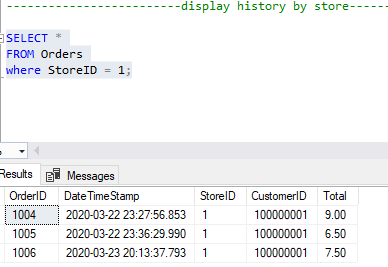 ------------------------display history by store-----
SELECT *
FROM Orders
where StoreID = 1;
Results Messages
OrderID DateTimeStamp StoreID CustomerID Total
1004 2020-03-22 23:27:56.853 1 100000001 9.00
1005 2020-03-22 23:36:29.990 1 100000001 6.50
1006 2020-03-23 20:13:37.793 1 100000001 7.50